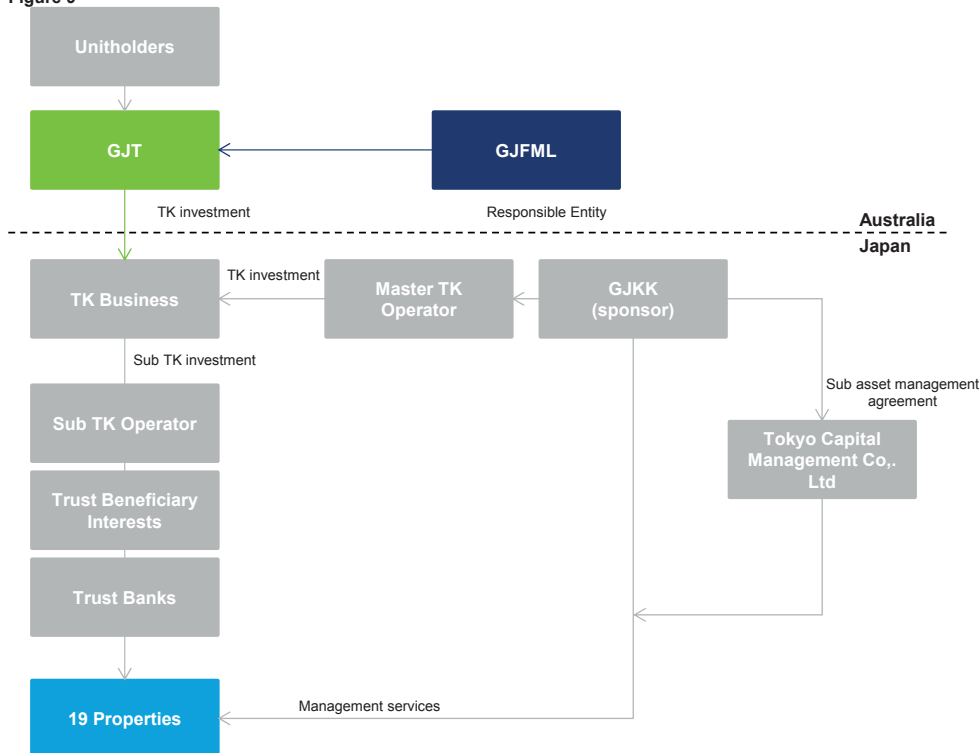 Figure 9
Unitholders
GJT
GJFML
TK investment
Responsible Entity
Australia
Japan
TK Business
TK investment
Master TK
Operator
GJKK
(sponsor)
Sub TK investment
Sub asset management
agreement
Sub TK Operator
Tokyo Capital
Management Co,.
Ltd
Trust Beneficiary
Interests
Trust Banks
19 Properties
Management services